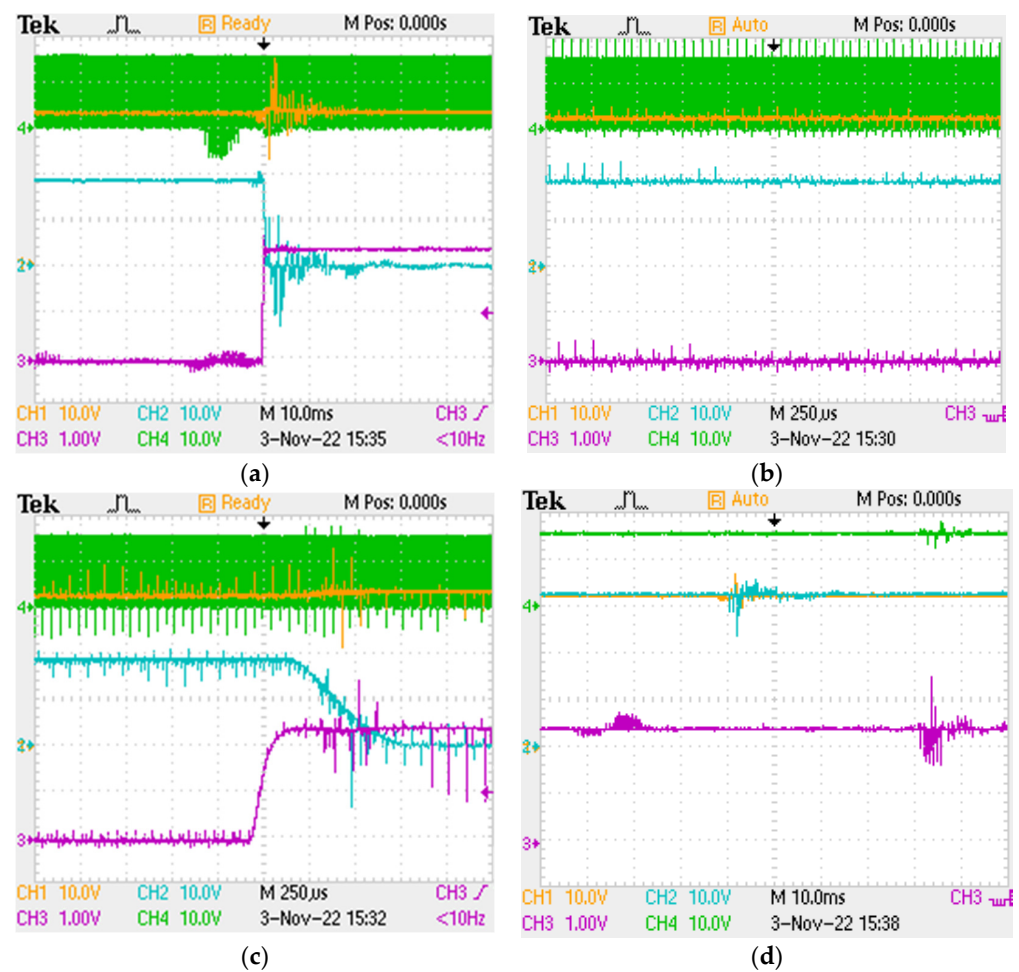 Tek R Ready M Pos: 0.000s
4
2
3
CH1 10.0V CH2 10.0V M 10.0ms CH3
CH3 1.00V CH4 10.0V 3-Nov-22 15:35 <10Hz
(a)
Tek R Auto M Pos: 0.000s
4
2
3
CH1 10.0V CH2 10.0V M 250µs CH3
CH3 1.00V CH4 10.0V 3-Nov-22 15:30
(b)
Tek R Ready M Pos: 0.000s
4
2
3
CH1 10.0V CH2 10.0V M 250µs CH3
CH3 1.00V CH4 10.0V 3-Nov-22 15:32 <10Hz
(c)
Tek R Auto M Pos: 0.000s
4
2
3
CH1 10.0V CH2 10.0V M 10.0ms CH3
CH3 1.00V CH4 10.0V 3-Nov-22 15:38
(d)